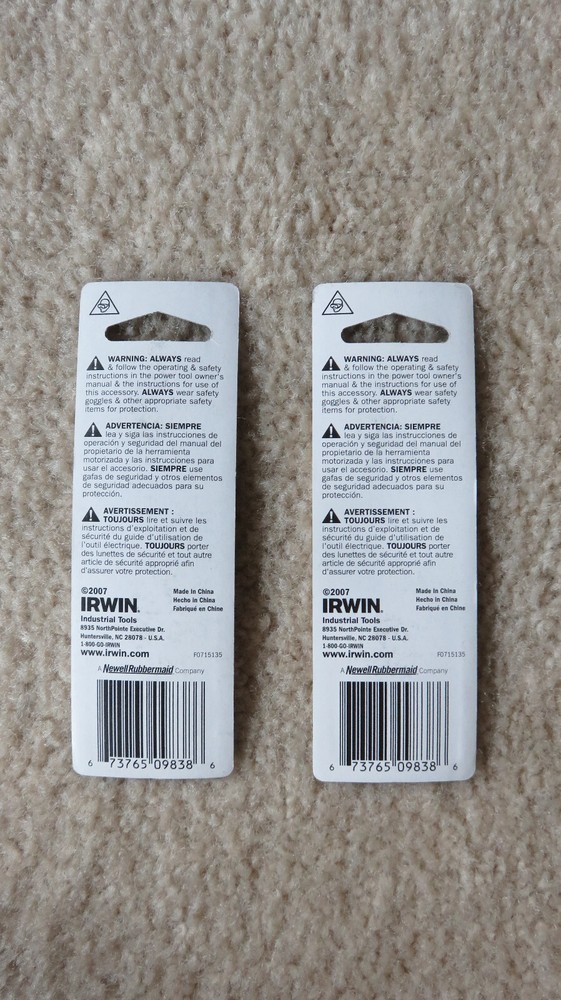 WARNING: ALWAYS read
& follow the operating & safety
instructions in the power tool owner's
manual & the instructions for use of
this accessory. ALWAYS wear safety
goggles & other appropriate safety
items for protection.
ADVERTENCIA: SIEMPRE
lea y siga las instrucciones de
operación y seguridad del manual del
propietario de la herramienta
motorizada y las instrucciones para
usar el accesorio. SIEMPRE use
gafas de seguridad y otros elementos
de seguridad adecuados para su
protección.
AVERTISSEMENT :
TOUJOURS lire et suivre les
instructions d'exploitation et de
sécurité du guide d'utilisation de
l'outil électrique. TOUJOURS porter
des lunettes de sécurité et tout autre
article de sécurité approprié afin
d'assurer votre protection.
©2007
IRWIN.
Industrial Tools
8935 NorthPointe Executive Dr.
Huntersville, NC 28078 - U.S.A.
1-800-GO-IRWIN
www.irwin.com
Made In China
Hecho in China
Fabriqué en Chine
F0715135
A NewellRubbermaid Company
6 73765 09838 6
WARNING: ALWAYS read
& follow the operating & safety
instructions in the power tool owner's
manual & the instructions for use of
this accessory. ALWAYS wear safety
goggles & other appropriate safety
items for protection.
ADVERTENCIA: SIEMPRE
lea y siga las instrucciones de
operación y seguridad del manual del
propietario de la herramienta
motorizada y las instrucciones para
usar el accesorio. SIEMPRE use
gafas de seguridad y otros elementos
de seguridad adecuados para su
protección.
AVERTISSEMENT :
TOUJOURS lire et suivre les
instructions d'exploitation et de
sécurité du guide d'utilisation de
l'outil électrique. TOUJOURS porter
des lunettes de sécurité et tout autre
article de sécurité approprié afin
d'assurer votre protection.
©2007
IRWIN.
Industrial Tools
8935 NorthPointe Executive Dr.
Huntersville, NC 28078 - U.S.A.
1-800-GO-IRWIN
www.irwin.com
Made In China
Hecho in China
Fabriqué en Chine
F0715135
A NewellRubbermaid Company
6 73765 09838 6